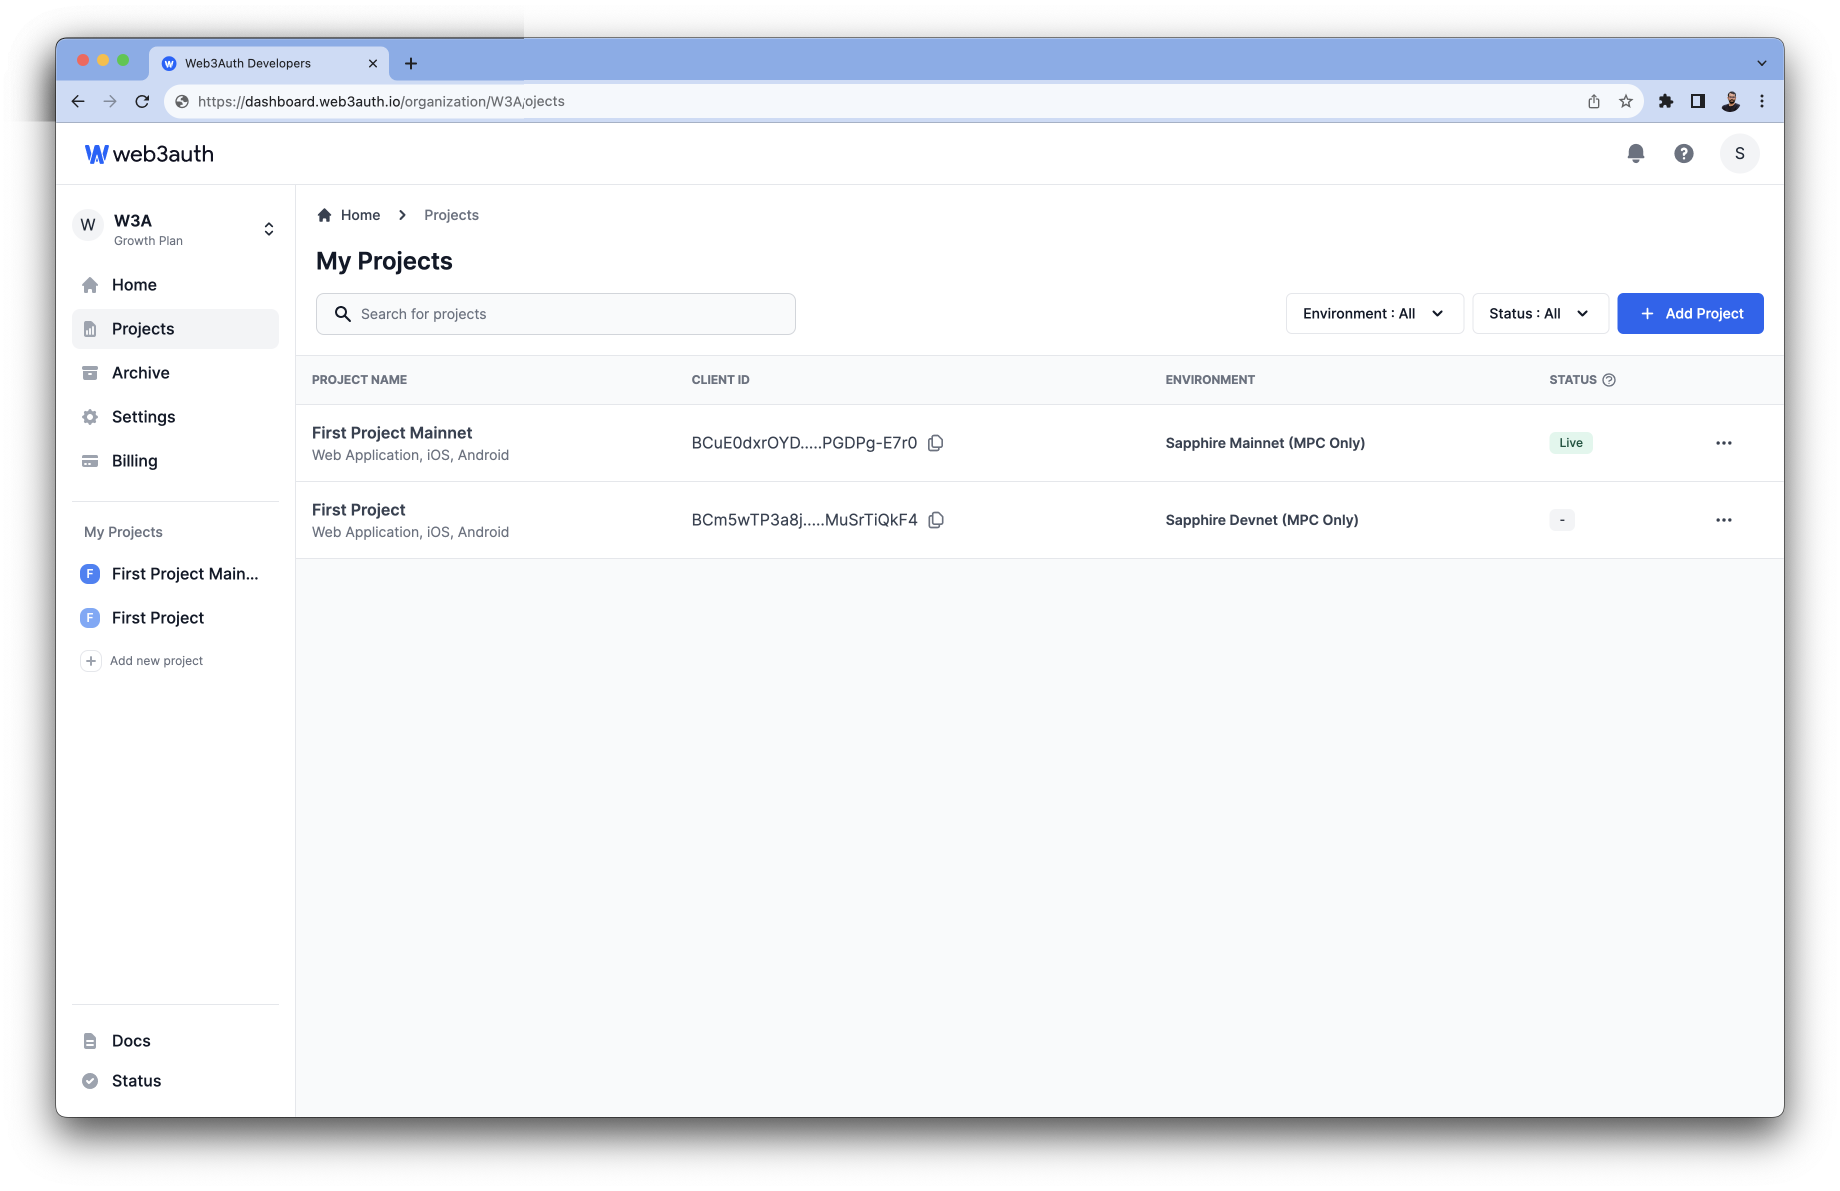 Web3Auth Developers
https://dashboard.web3auth.io/organization/W3A/ojects
web3auth
S
W
W3A
Growth Plan
Home
Projects
Archive
Settings
Billing
My Projects
F First Project Main...
F First Project
Add new project
Docs
Status
Home > Projects
My Projects
Search for projects
Environment : All
Status : All
+ Add Project
PROJECT NAME CLIENT ID ENVIRONMENT STATUS
First Project Mainnet BCuE0dxrOYD.....PGDPg-E7r0 Sapphire Mainnet (MPC Only) Live ...
Web Application, iOS, Android
First Project BCm5wTP3a8j.....MuSrTiQkF4 Sapphire Devnet (MPC Only) - ...
Web Application, iOS, Android